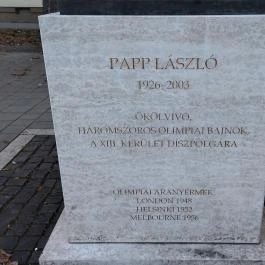 PAPP LÁSZLÓ
1926-2003
ÖKÖLVÍVÓ,
HÁROMSZOROS OLIMPIAI BAJNOK,
A XIII. KERÜLET DÍSZPOLGÁRA
OLIMPIAI ARANYÉRMEK
LONDON 1948
HELSINKI 1952
MELBOURNE 1956